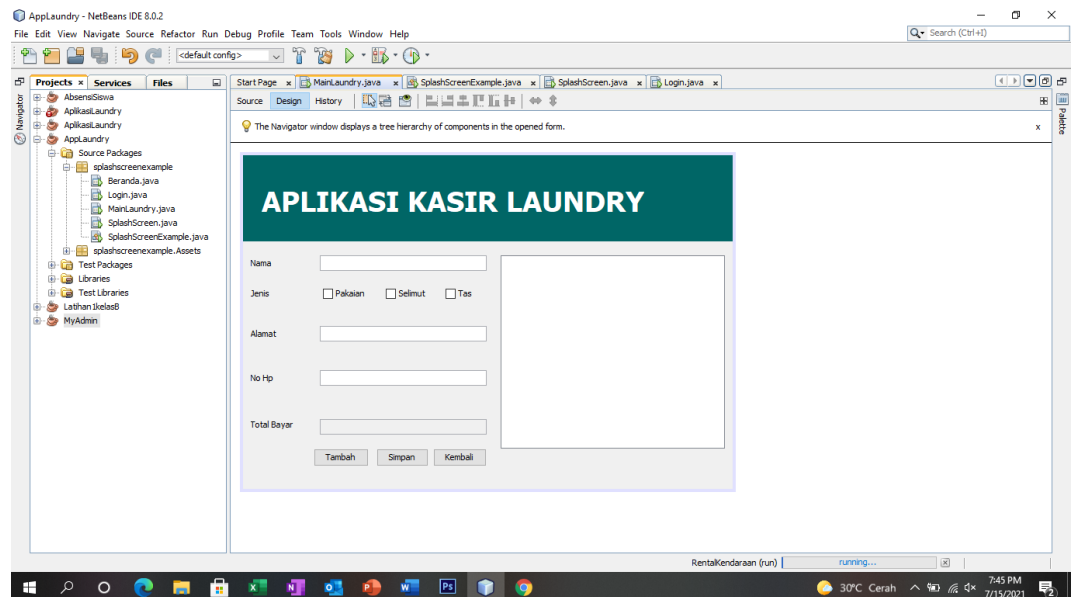 AppLaundry - NetBeans IDE 8.0.2
File Edit View Navigate Source Refactor Run Debug Profile Team Tools Window Help
Search (Ctrl+I)
<default config>
Projects Services Files
Start Page MainLaundry.java SplashScreenExample.java SplashScreen.java Login.java
Source Design History
The Navigator window displays a tree hierarchy of components in the opened form.
Navigator
Palette
AbsensiSiswa
AplikasiLaundry
AplikasiLaundry
AppLaundry
Source Packages
splashscreenexample
Beranda.java
Login.java
MainLaundry.java
SplashScreen.java
SplashScreenExample.java
splashscreenexample.Assets
Test Packages
Libraries
Test Libraries
Latihan1kelasB
MyAdmin
APLIKASI KASIR LAUNDRY
Nama
Jenis Pakaian Selimut Tas
Alamat
No Hp
Total Bayar
Tambah Simpan Kembali
RentalKendaraan (run) running...
30°C Cerah
7:45 PM
7/15/2021